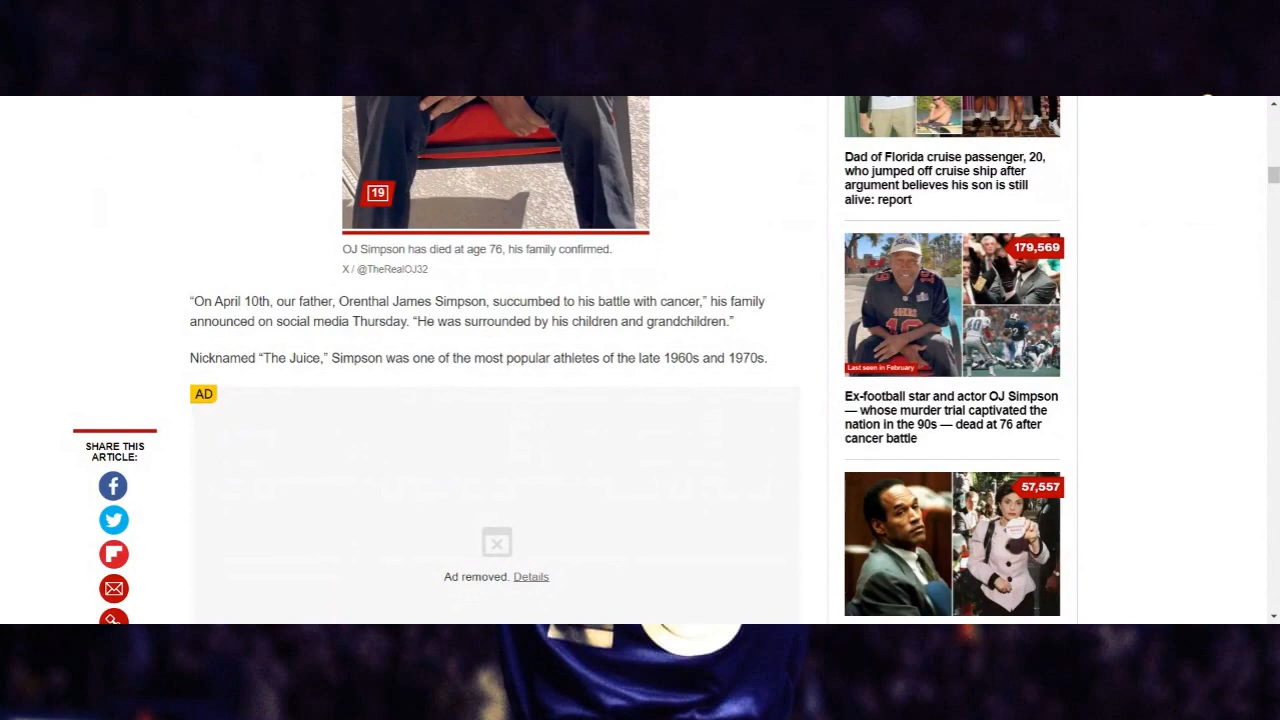 19
OJ Simpson has died at age 76, his family confirmed.
X / @TheRealOJ32
“On April 10th, our father, Orenthal James Simpson, succumbed to his battle with cancer,” his family
announced on social media Thursday. “He was surrounded by his children and grandchildren.”
Nicknamed “The Juice,” Simpson was one of the most popular athletes of the late 1960s and 1970s.
AD
Ad removed. Details
SHARE THIS
ARTICLE:
Dad of Florida cruise passenger, 20,
who jumped off cruise ship after
argument believes his son is still
alive: report
179,569
49ERS
Last seen in February
Ex-football star and actor OJ Simpson
— whose murder trial captivated the
nation in the 90s — dead at 76 after
cancer battle
57,557